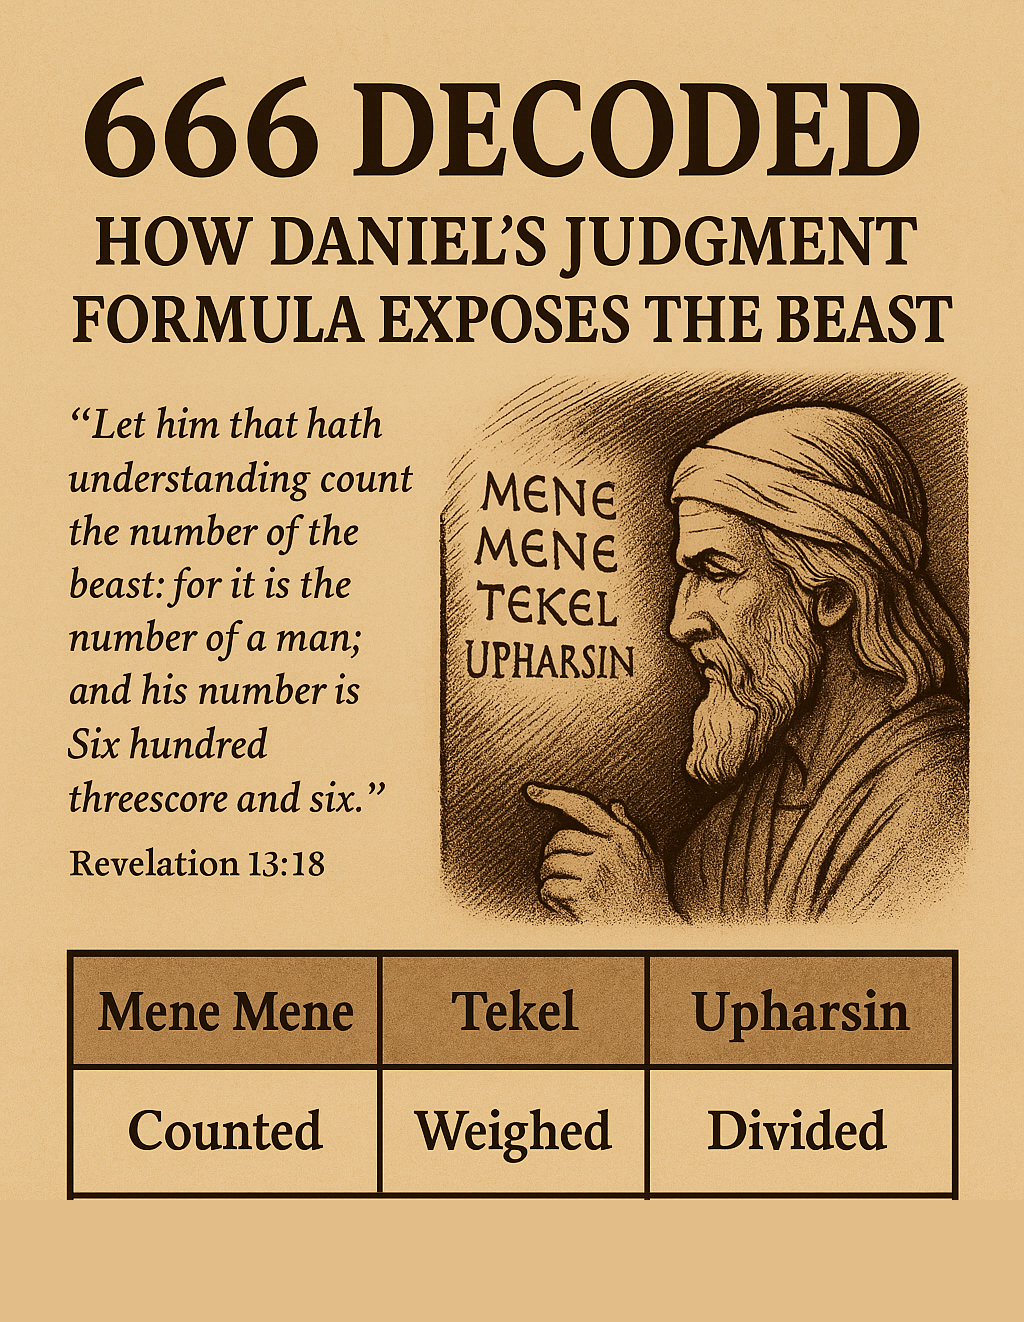 666 DECODED
HOW DANIEL’S JUDGMENT
FORMULA EXPOSES THE BEAST
“Let him that hath
understanding count
the number of the
beast: for it is the
number of a man;
and his number is
Six hundred
threescore and six.”
Revelation 13:18
MENE
MENE
TEKEL
UPHARSIN
Mene Mene Tekel Upharsin
Counted Weighed Divided